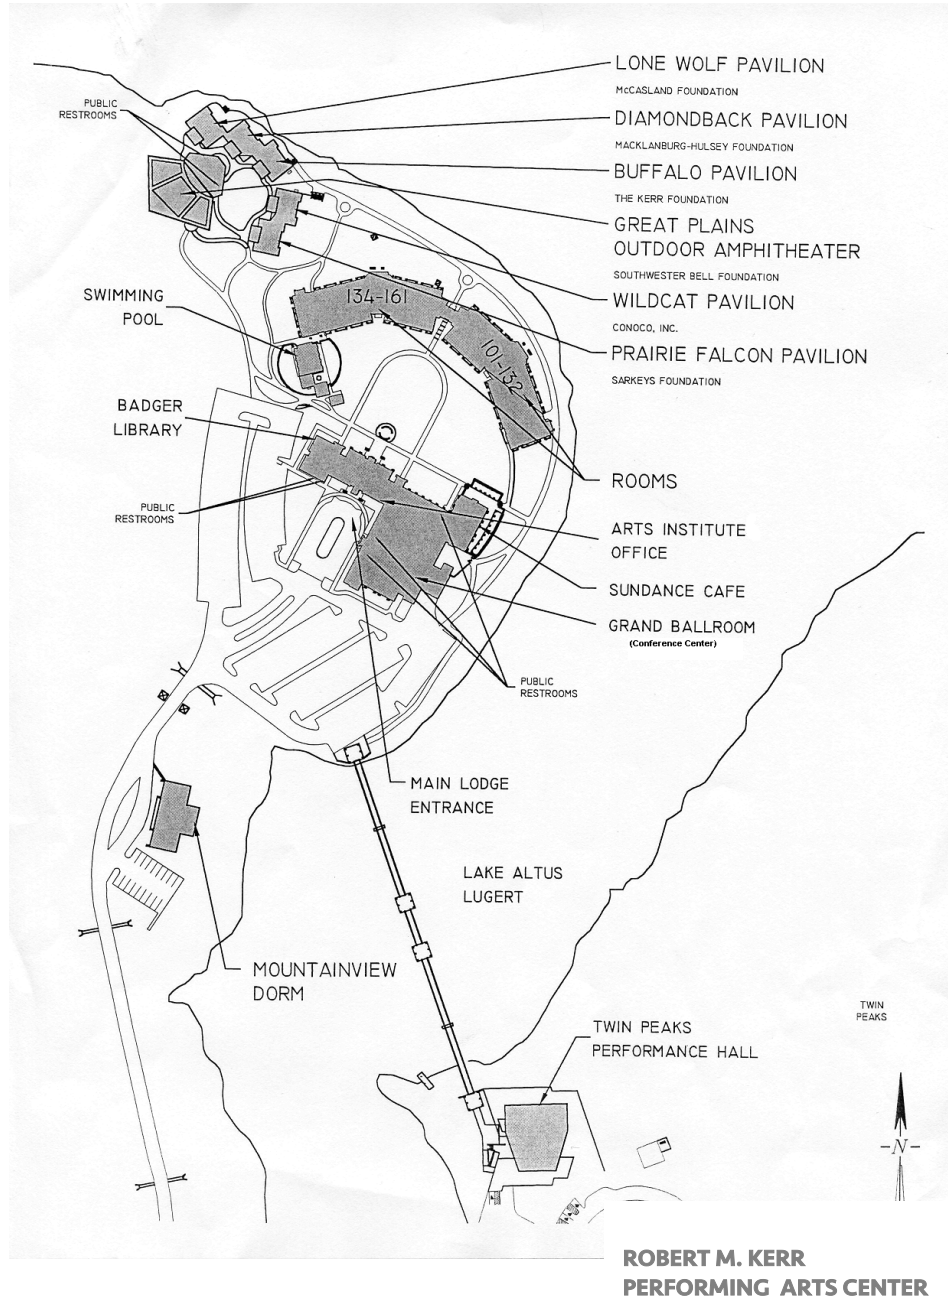 LONE WOLF PAVILION
McCASLAND FOUNDATION
PUBLIC
RESTROOMS
DIAMONDBACK PAVILION
MACKLANBURG-HULSEY FOUNDATION
BUFFALO PAVILION
THE KERR FOUNDATION
GREAT PLAINS
OUTDOOR AMPHITHEATER
SOUTHWESTER BELL FOUNDATION
WILDCAT PAVILION
CONOCO, INC.
PRAIRIE FALCON PAVILION
SARKEYS FOUNDATION
SWIMMING
POOL
134-161
101-132
BADGER
LIBRARY
ROOMS
PUBLIC
RESTROOMS
ARTS INSTITUTE
OFFICE
SUNDANCE CAFE
GRAND BALLROOM
(Conference Center)
PUBLIC
RESTROOMS
MAIN LODGE
ENTRANCE
LAKE ALTUS
LUGERT
MOUNTAINVIEW
DORM
TWIN
PEAKS
TWIN PEAKS
PERFORMANCE HALL
N
ROBERT M. KERR
PERFORMING ARTS CENTER